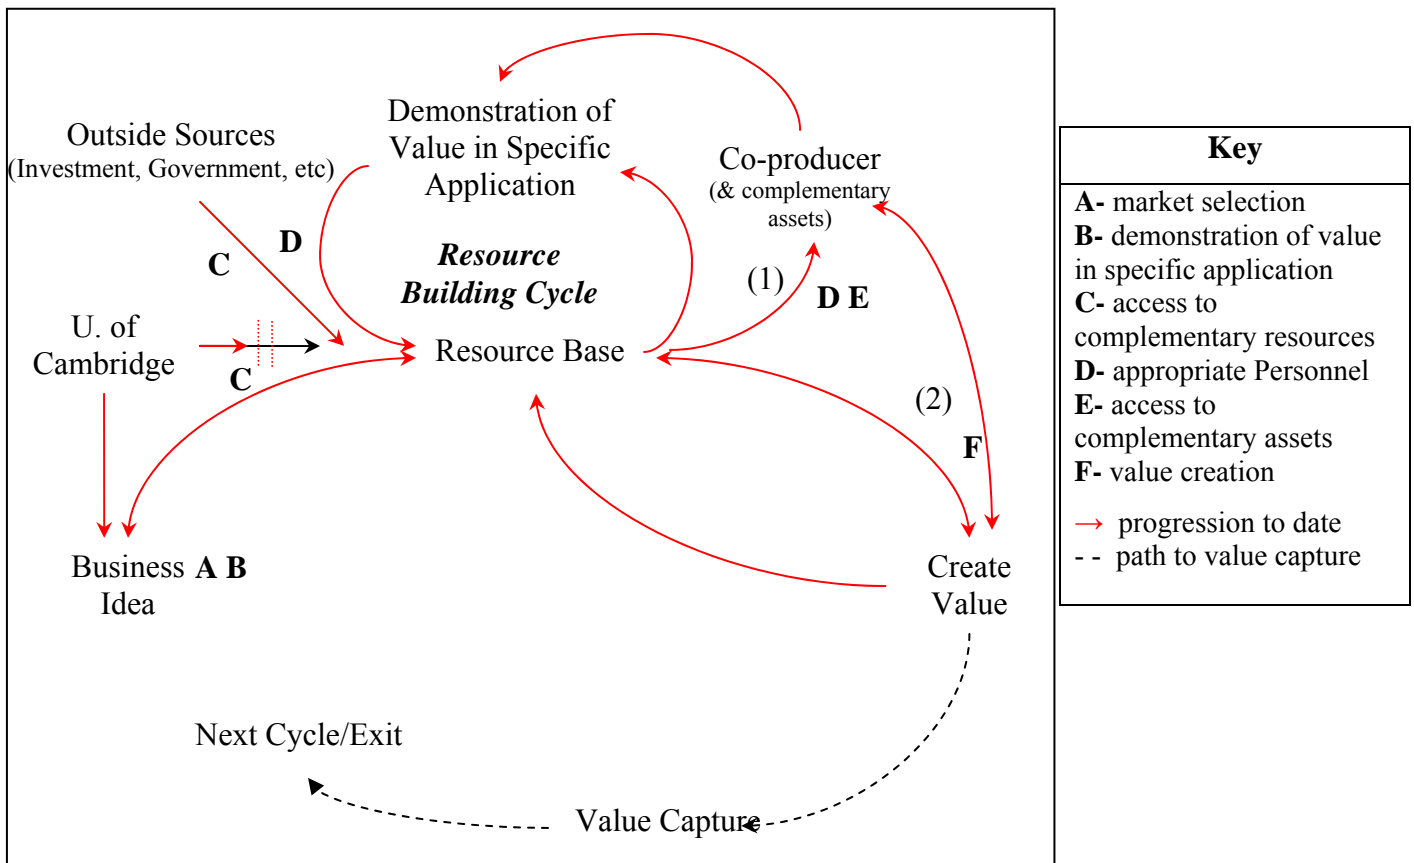 Outside Sources
(Investment, Government, etc)
Demonstration of
Value in Specific
Application
Co-producer
(& complementary
assets)
D
C
Resource
Building Cycle
(1)
D E
U. of
Cambridge
C
Resource Base
(2)
F
Business A B
Idea
Create
Value
Next Cycle/Exit
Value Capture
Key
A- market selection
B- demonstration of value
in specific application
C- access to
complementary resources
D- appropriate Personnel
E- access to
complementary assets
F- value creation
→ progression to date
- - path to value capture